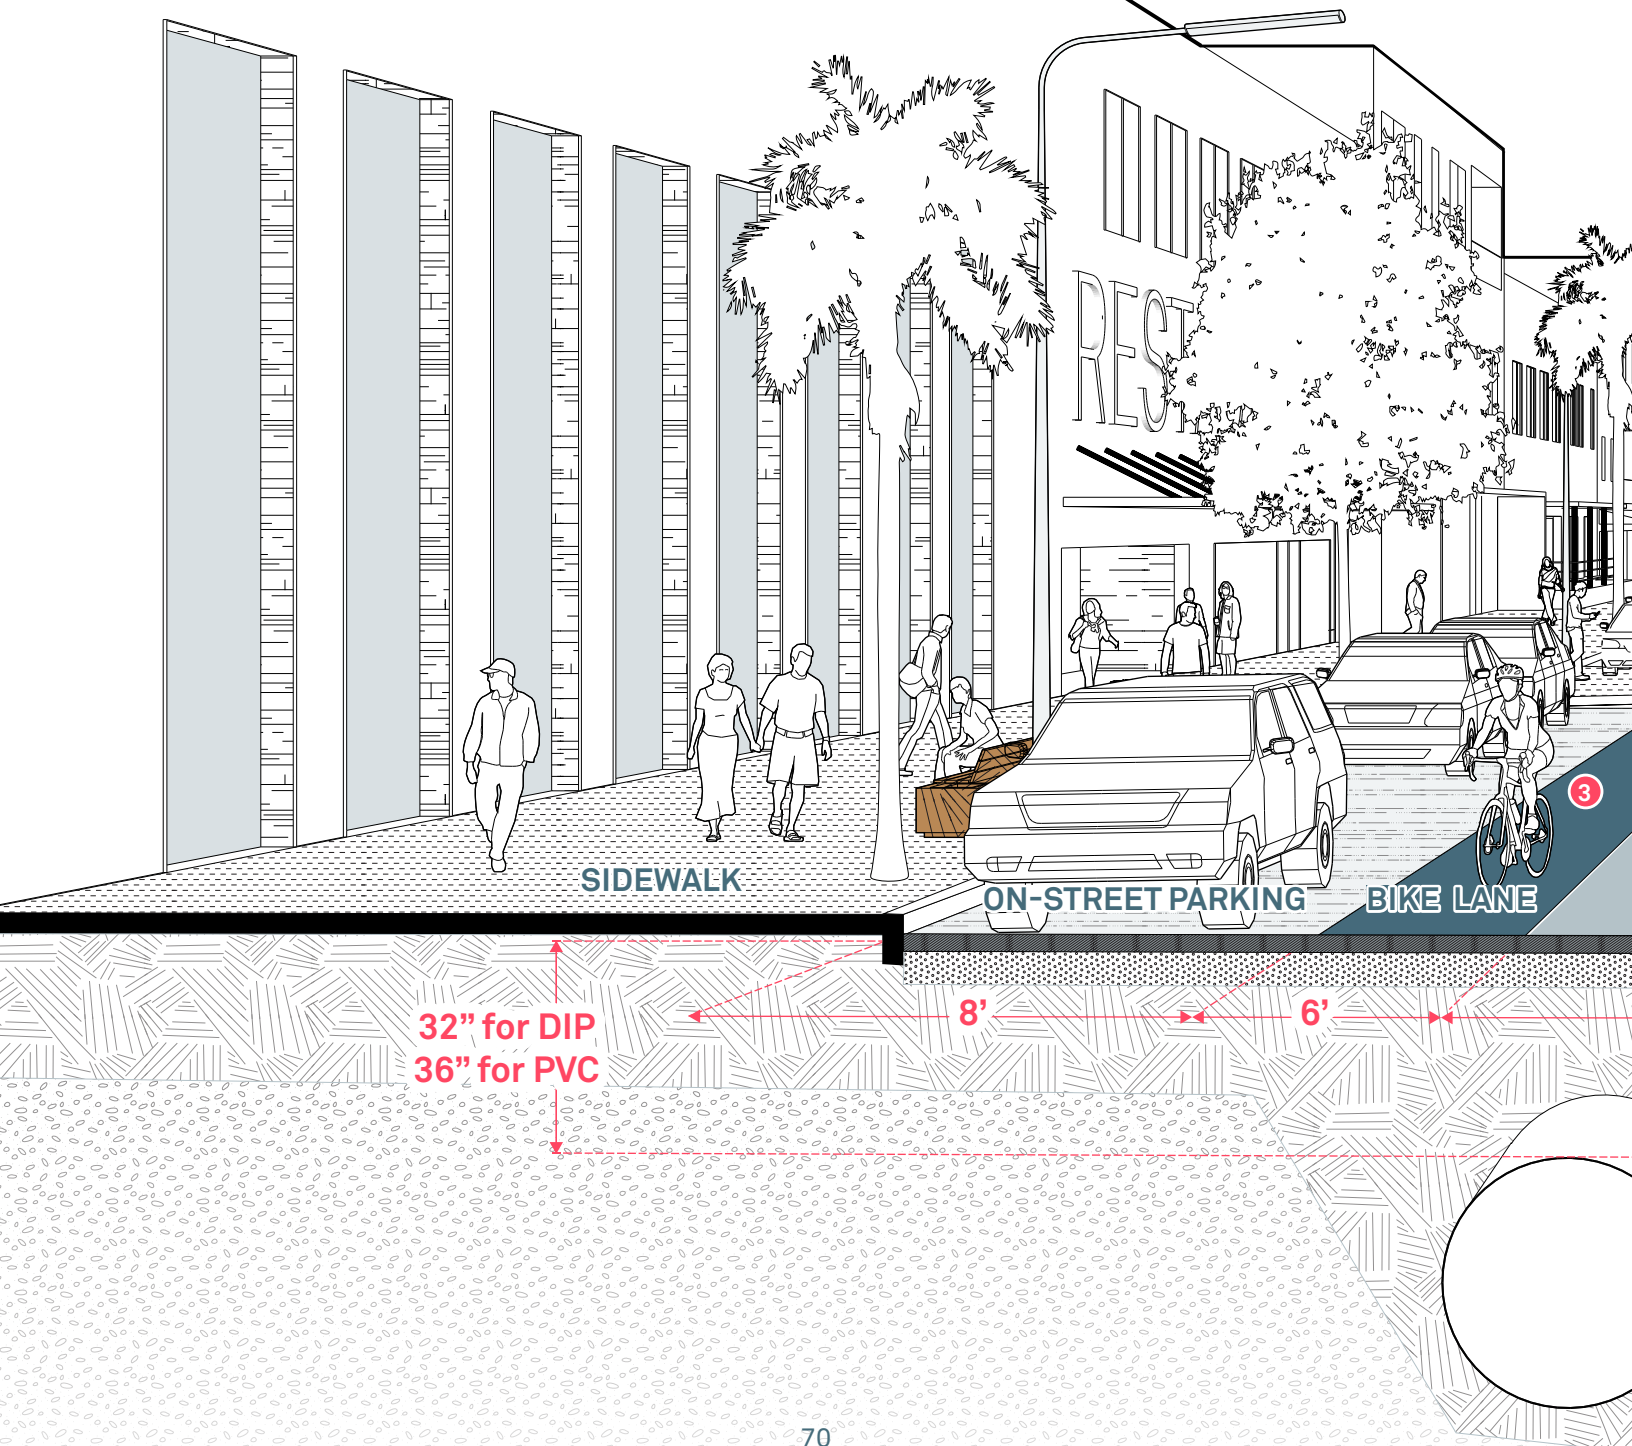 REST
3
SIDEWALK
ON-STREET PARKING
BIKE LANE
8’
6’
32” for DIP
36” for PVC
70